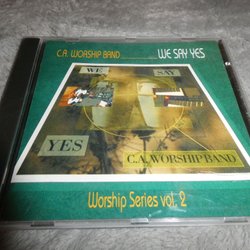 C.A. WORSHIP BAND ........... WE SAY YES
WE SAY
YES C.A. WORSHIP BAND
Worship Series vol. 2